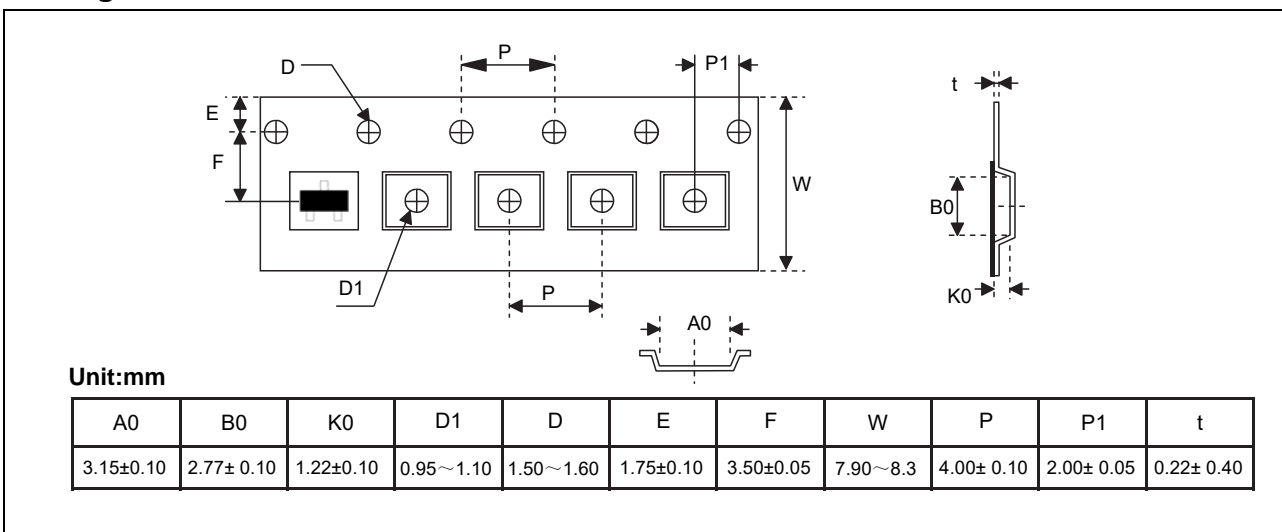 D
P
P1
E
F
W
D1
P
A0
t
B0
K0
Unit:mm
A0 B0 K0 D1 D E F W P P1 t
3.15±0.10 2.77± 0.10 1.22±0.10 0.95～1.10 1.50～1.60 1.75±0.10 3.50±0.05 7.90～8.3 4.00± 0.10 2.00± 0.05 0.22± 0.40